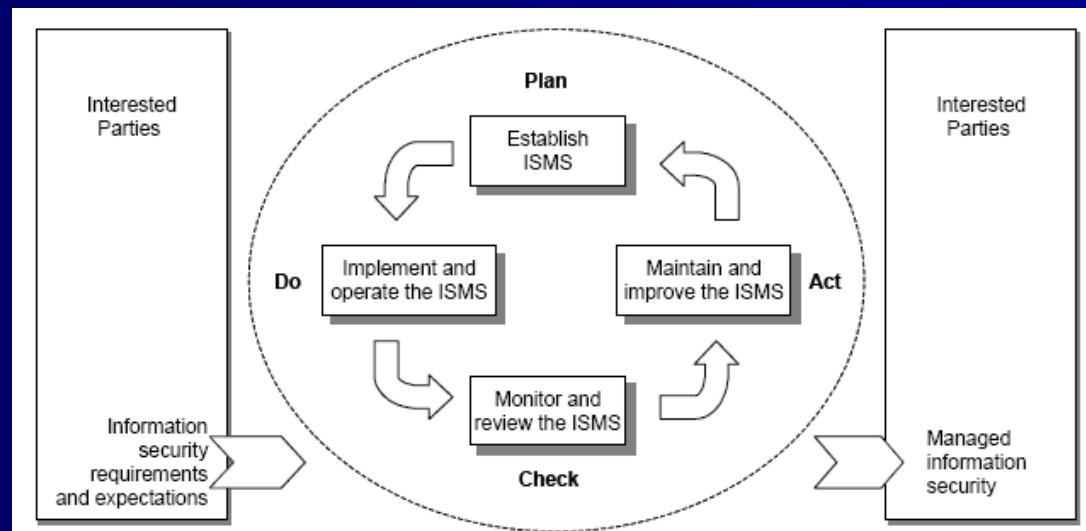 Interested
Parties
Information
security
requirements
and expectations
Plan
Establish
ISMS
Do
Implement and
operate the ISMS
Maintain and
improve the ISMS
Act
Monitor and
review the ISMS
Check
Interested
Parties
Managed
information
security